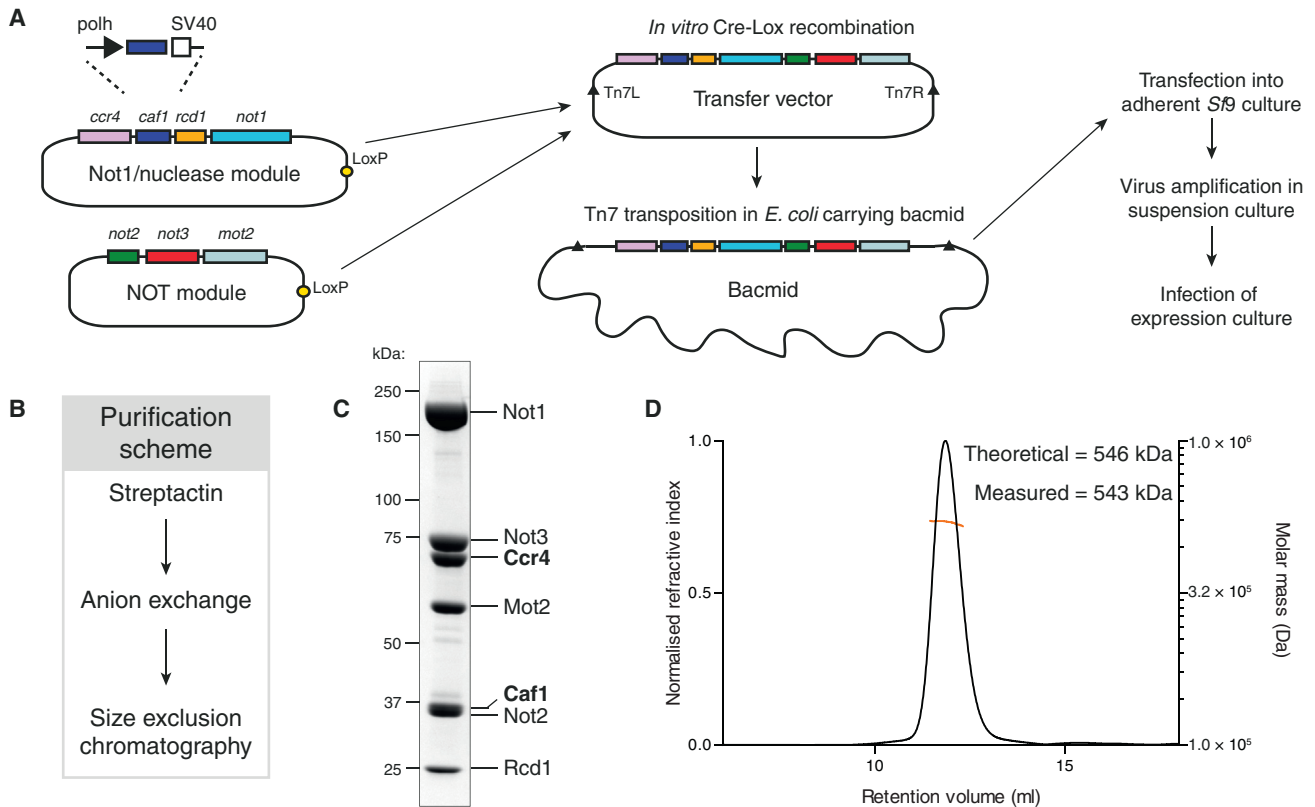 A
polh
SV40
ccr4 caf1 rcd1 not1
LoxP
Not1/nuclease module
not2 not3 mot2
LoxP
NOT module
In vitro Cre-Lox recombination
Tn7L
Tn7R
Transfer vector
Tn7 transposition in E. coli carrying bacmid
Bacmid
Transfection into
adherent Sf9 culture
Virus amplification in
suspension culture
Infection of
expression culture
B
Purification
scheme
Streptactin
Anion exchange
Size exclusion
chromatography
C
kDa:
250
150
100
75
50
37
25
Not1
Not3
Ccr4
Mot2
Caf1
Not2
Rcd1
D
Normalised refractive index
1.0
0.5
0.0
Theoretical = 546 kDa
Measured = 543 kDa
1.0 × 10⁶
3.2 × 10⁵
1.0 × 10⁵
Molar mass (Da)
10
15
Retention volume (ml)